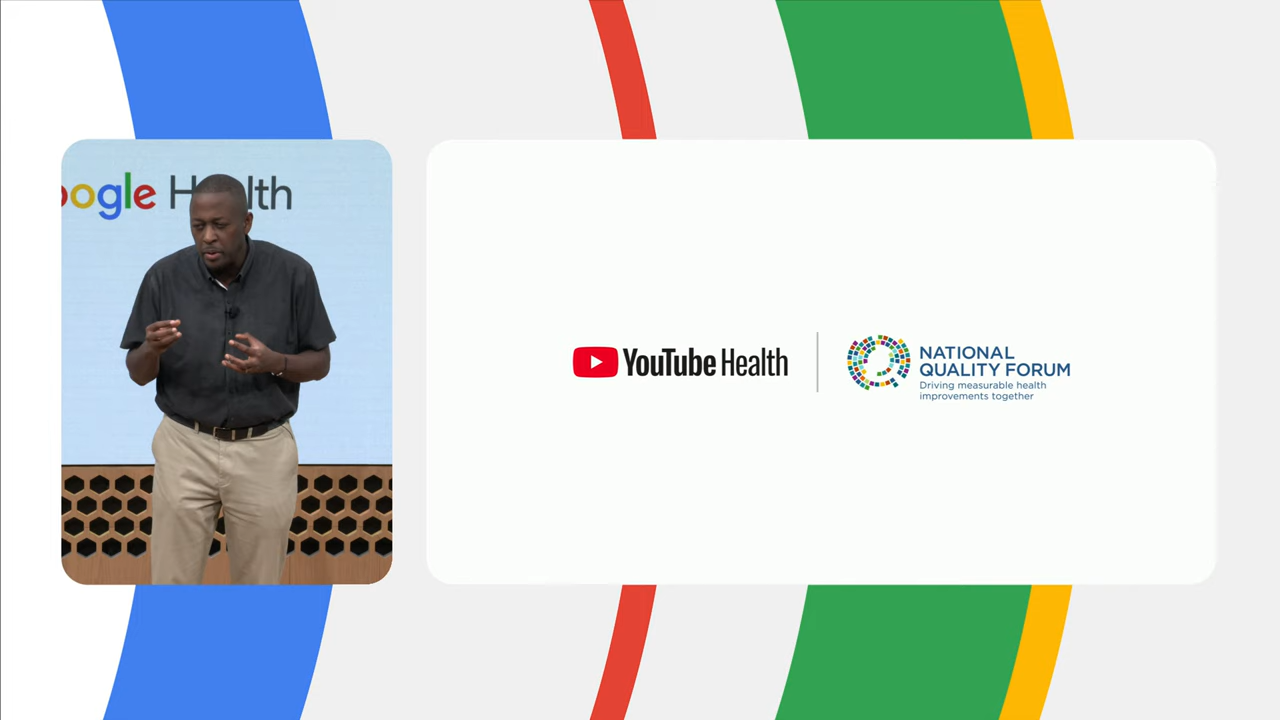 oogle Health
YouTube Health
NATIONAL
QUALITY FORUM
Driving measurable health
improvements together